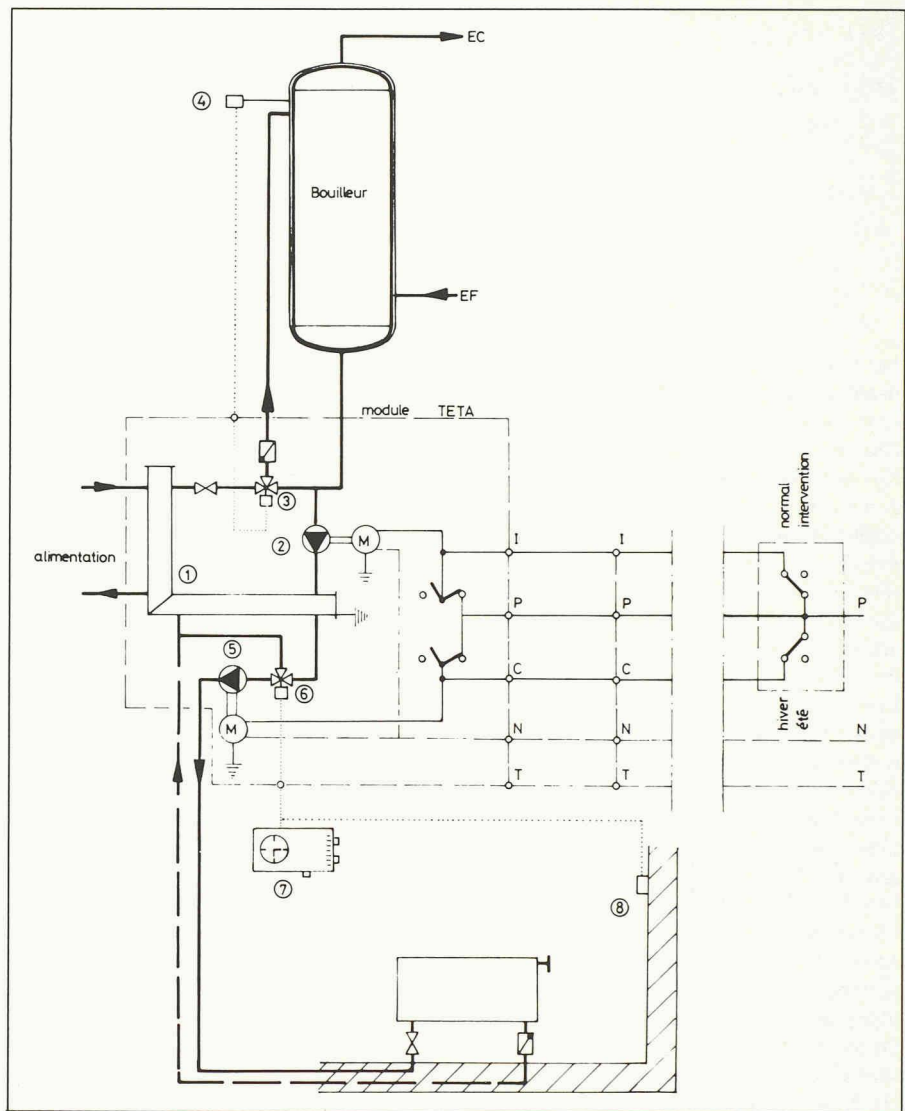 EC
④
Bouilleur
EF
module TETA
③
②
M
alimentation
①
⑤
⑥
M
I
I
P
P
P
C
C
N
N
N
T
T
T
normal
intervention
hiver
été
⑦
⑧